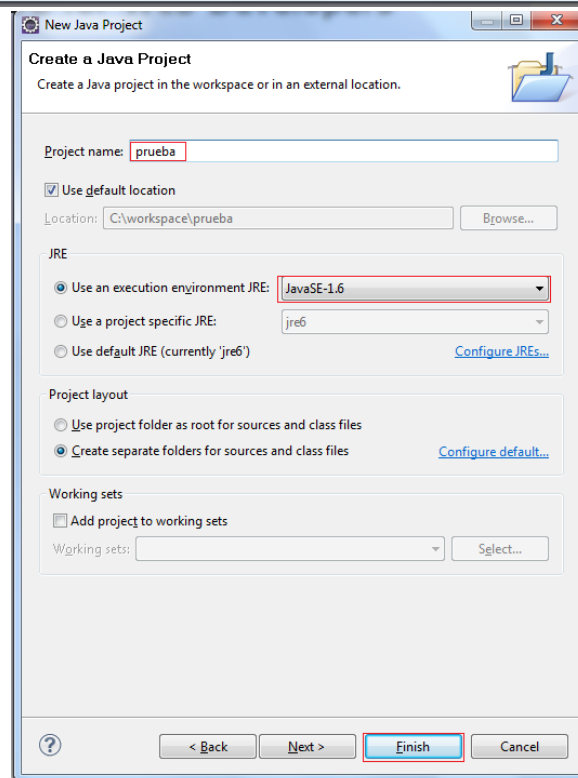 New Java Project
Create a Java Project
Create a Java project in the workspace or in an external location.
Project name: prueba
Use default location
Location: C:\workspace\prueba Browse...
JRE
Use an execution environment JRE: JavaSE-1.6
Use a project specific JRE: jre6
Use default JRE (currently 'jre6') Configure JREs...
Project layout
Use project folder as root for sources and class files
Create separate folders for sources and class files Configure default...
Working sets
Add project to working sets
Working sets: Select...
? < Back Next > Finish Cancel